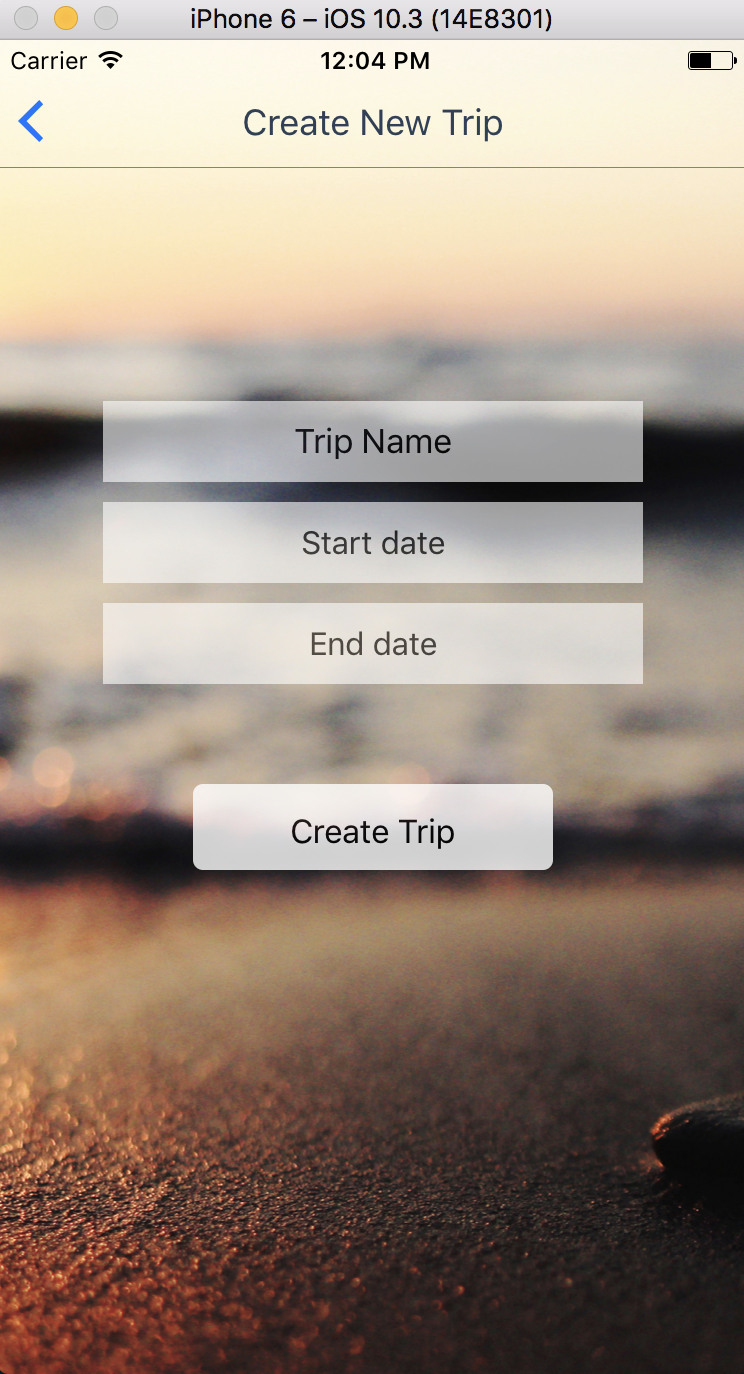 iPhone 6 – iOS 10.3 (14E8301)
Carrier 12:04 PM
Create New Trip
Trip Name
Start date
End date
Create Trip